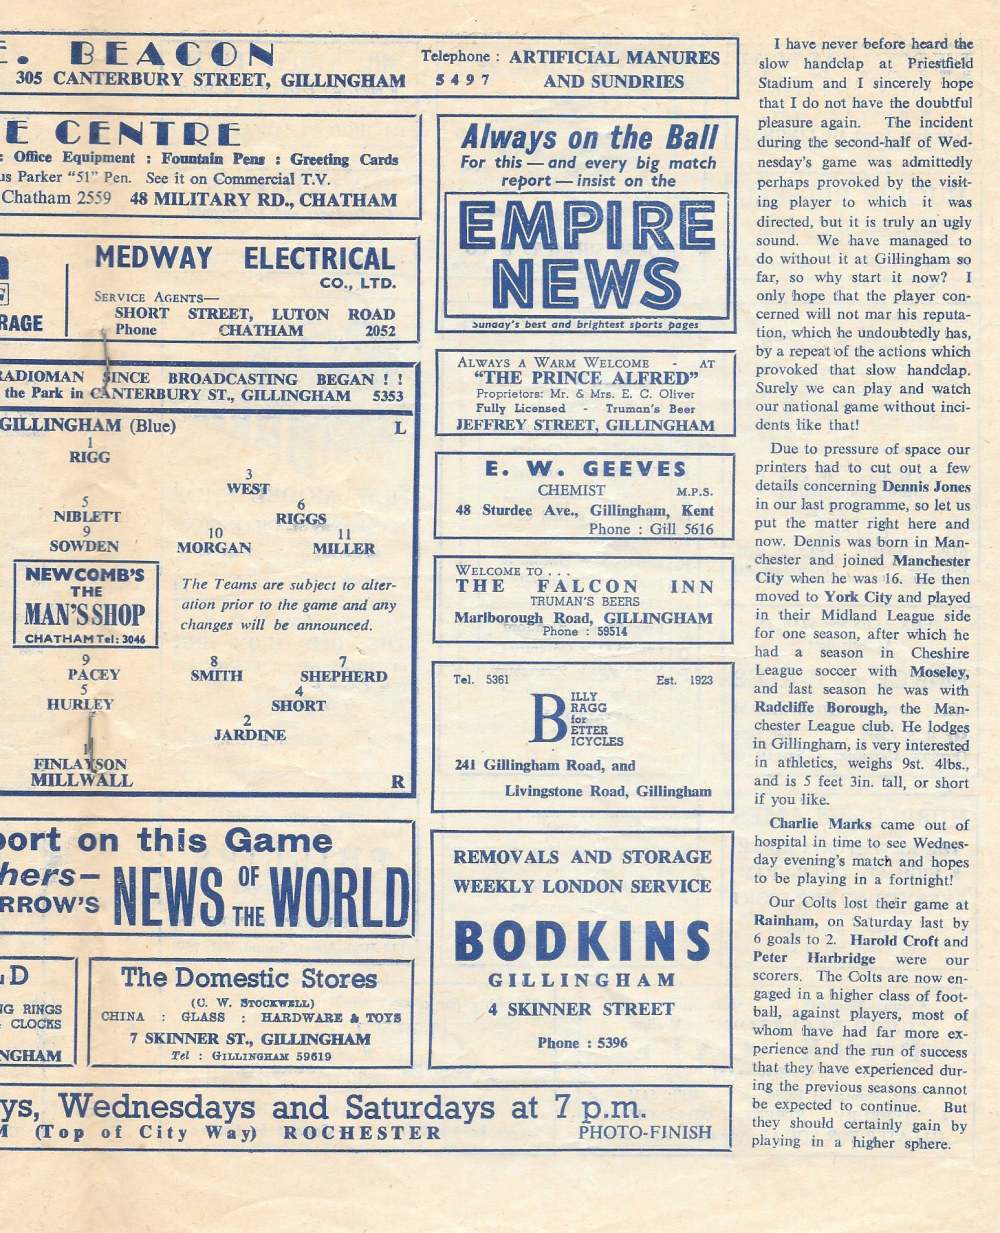 E. BEACON
305 CANTERBURY STREET, GILLINGHAM
Telephone :
5 4 9 7
ARTIFICIAL MANURES
AND SUNDRIES
E CENTRE
: Office Equipment : Fountain Pens : Greeting Cards
us Parker "51" Pen. See it on Commercial T.V.
Chatham 2559 48 MILITARY RD., CHATHAM
RAGE
MEDWAY ELECTRICAL
CO., LTD.
SERVICE AGENTS—
SHORT STREET, LUTON ROAD
Phone CHATHAM 2052
RADIOMAN SINCE BROADCASTING BEGAN ! !
the Park in CANTERBURY ST., GILLINGHAM 5353
GILLINGHAM (Blue) L
1
RIGG
3
WEST
5
NIBLETT
6
RIGGS
9
SOWDEN
10
MORGAN
11
MILLER
NEWCOMB'S
THE
MAN'S SHOP
CHATHAM Tel: 3046
The Teams are subject to alter-
ation prior to the game and any
changes will be announced.
9
PACEY
8
SMITH
7
SHEPHERD
5
HURLEY
4
SHORT
2
JARDINE
1
FINLAYSON
MILLWALL R
port on this Game
hers—
RROW'S NEWS OF THE WORLD
LD
NG RINGS
CLOCKS
NGHAM
The Domestic Stores
(C. W. STOCKWELL)
CHINA : GLASS : HARDWARE & TOYS
7 SKINNER ST., GILLINGHAM
Tel : GILLINGHAM 59619
ys, Wednesdays and Saturdays at 7 p.m.
M (Top of City Way) ROCHESTER PHOTO-FINISH
Always on the Ball
For this — and every big match
report — insist on the
EMPIRE
NEWS
Sunday's best and brightest sports pages
ALWAYS A WARM WELCOME - AT
"THE PRINCE ALFRED"
Proprietors: Mr. & Mrs. E. C. Oliver
Fully Licensed - Truman's Beer
JEFFREY STREET, GILLINGHAM
E. W. GEEVES
CHEMIST M.P.S.
48 Sturdee Ave., Gillingham, Kent
Phone : Gill 5616
WELCOME TO . . .
THE FALCON INN
TRUMAN'S BEERS
Marlborough Road, GILLINGHAM
Phone : 59514
Tel. 5361 Est. 1923
BILLY
RAGG
for
ETTER
ICYCLES
241 Gillingham Road, and
Livingstone Road, Gillingham
REMOVALS AND STORAGE
WEEKLY LONDON SERVICE
BODKINS
GILLINGHAM
4 SKINNER STREET
Phone : 5396
I have never before heard the
slow handclap at Priestfield
Stadium and I sincerely hope
that I do not have the doubtful
pleasure again. The incident
during the second-half of Wed-
nesday's game was admittedly
perhaps provoked by the visit-
ing player to which it was
directed, but it is truly an ugly
sound. We have managed to
do without it at Gillingham so
far, so why start it now? I
only hope that the player con-
cerned will not mar his reputa-
tion, which he undoubtedly has,
by a repeat of the actions which
provoked that slow handclap.
Surely we can play and watch
our national game without inci-
dents like that!
Due to pressure of space our
printers had to cut out a few
details concerning Dennis Jones
in our last programme, so let us
put the matter right here and
now. Dennis was born in Man-
chester and joined Manchester
City when he was 16. He then
moved to York City and played
in their Midland League side
for one season, after which he
had a season in Cheshire
League soccer with Moseley,
and last season he was with
Radcliffe Borough, the Man-
chester League club. He lodges
in Gillingham, is very interested
in athletics, weighs 9st. 4lbs.,
and is 5 feet 3in. tall, or short
if you like.
Charlie Marks came out of
hospital in time to see Wednes-
day evening's match and hopes
to be playing in a fortnight!
Our Colts lost their game at
Rainham, on Saturday last by
6 goals to 2. Harold Croft and
Peter Harbridge were our
scorers. The Colts are now en-
gaged in a higher class of foot-
ball, against players, most of
whom have had far more ex-
perience and the run of success
that they have experienced dur-
ing the previous seasons cannot
be expected to continue. But
they should certainly gain by
playing in a higher sphere.